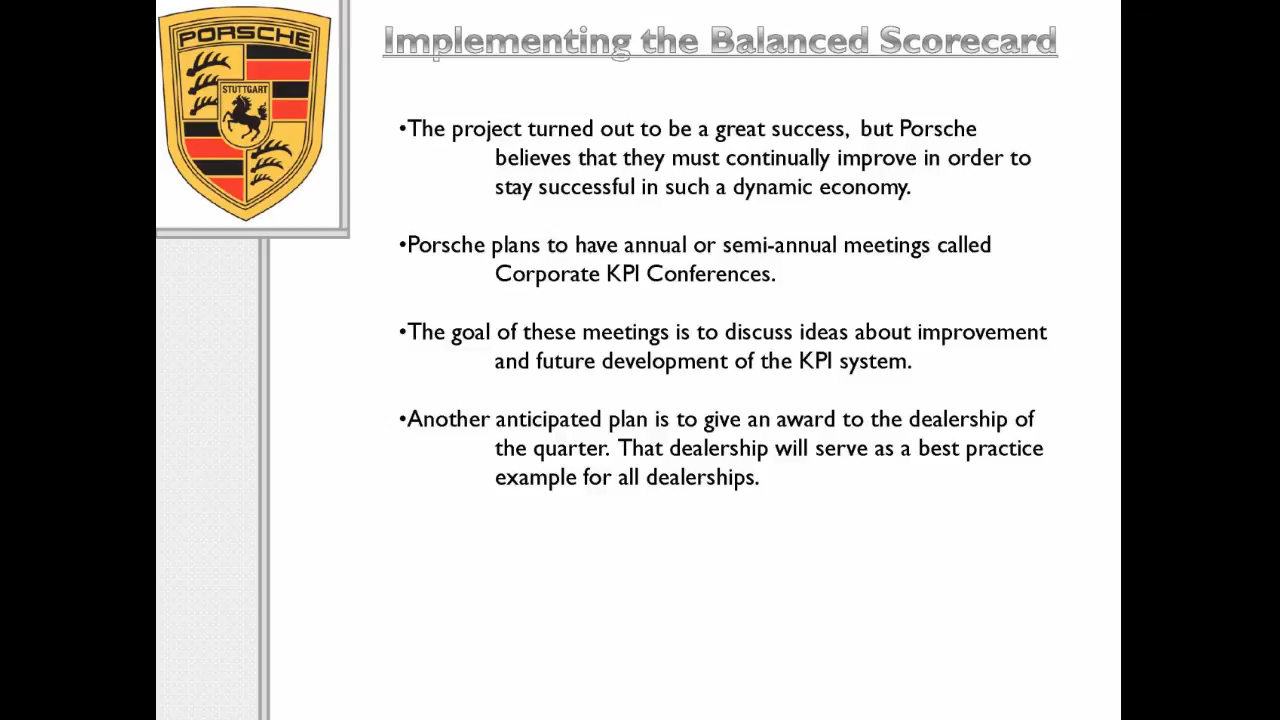 PORSCHE
STUTTGART
Implementing the Balanced Scorecard
•The project turned out to be a great success,  but Porsche
believes that they must continually improve in order to
stay successful in such a dynamic economy.
•Porsche plans to have annual or semi-annual meetings called
Corporate KPI Conferences.
•The goal of these meetings is to discuss ideas about improvement
and future development of the KPI system.
•Another anticipated plan is to give an award to the dealership of
the quarter.  That dealership will serve as a best practice
example for all dealerships.